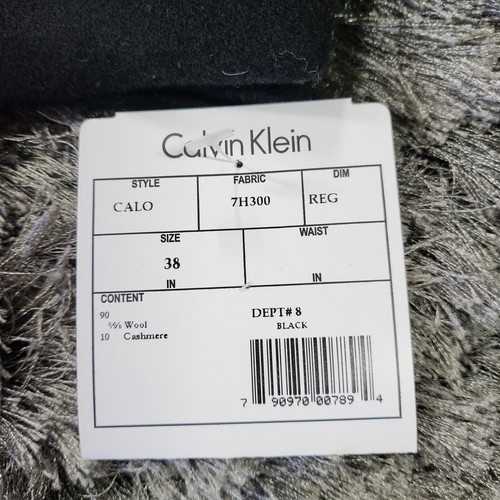 Calvin Klein
STYLE FABRIC DIM
CALO 7H300 REG
SIZE WAIST
38
IN IN
CONTENT
90
%% Wool
10 Cashmere
DEPT# 8
BLACK
7 90970 00789 4